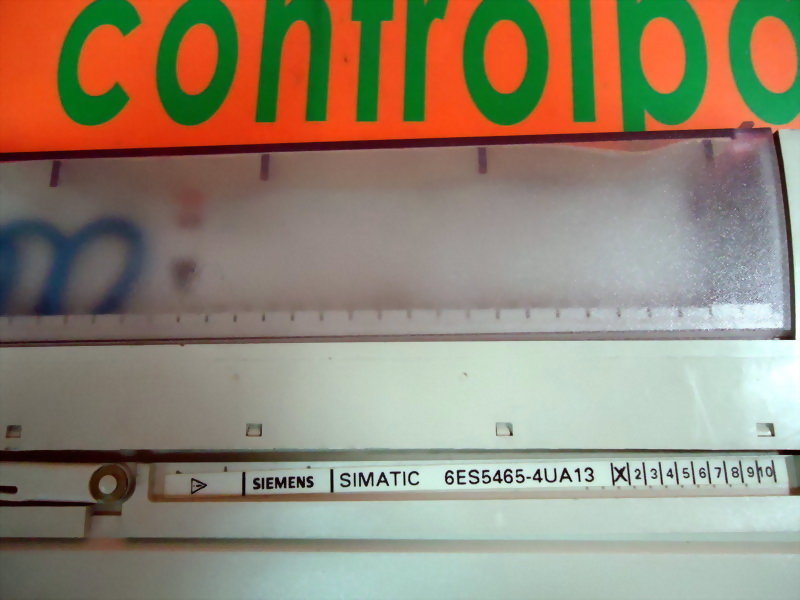 controlpo
SIEMENS SIMATIC 6ES5465-4UA13 X 2 3 4 5 6 7 8 9 10